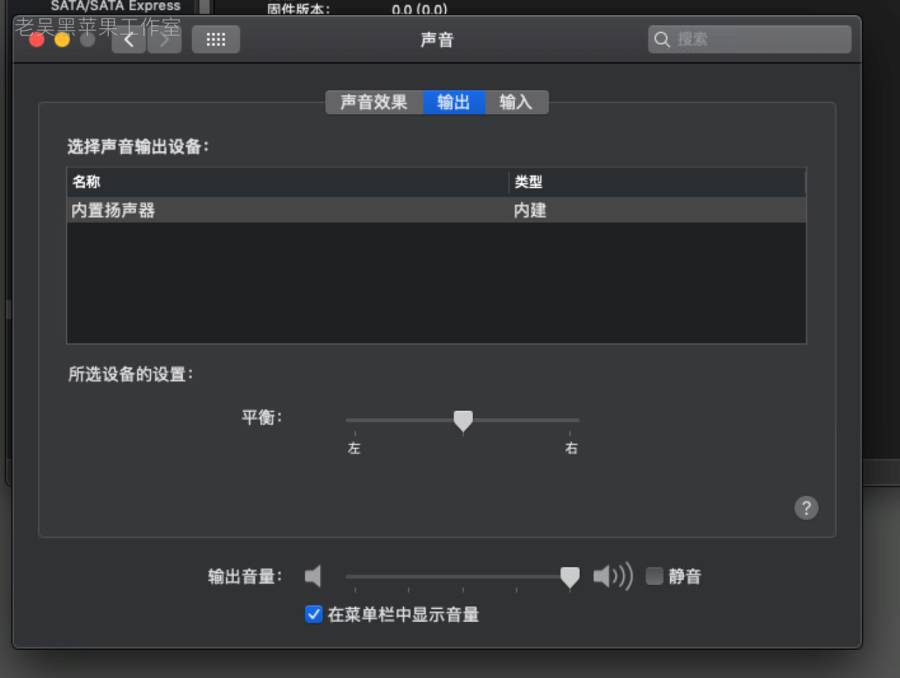 SATA/SATA Express
固件版本： 0.0 (0.0)
老吴黑苹果工作室
声音
搜索
声音效果 输出 输入
选择声音输出设备：
名称 类型
内置扬声器 内建
所选设备的设置：
平衡：
左 右
?
输出音量： 静音
在菜单栏中显示音量